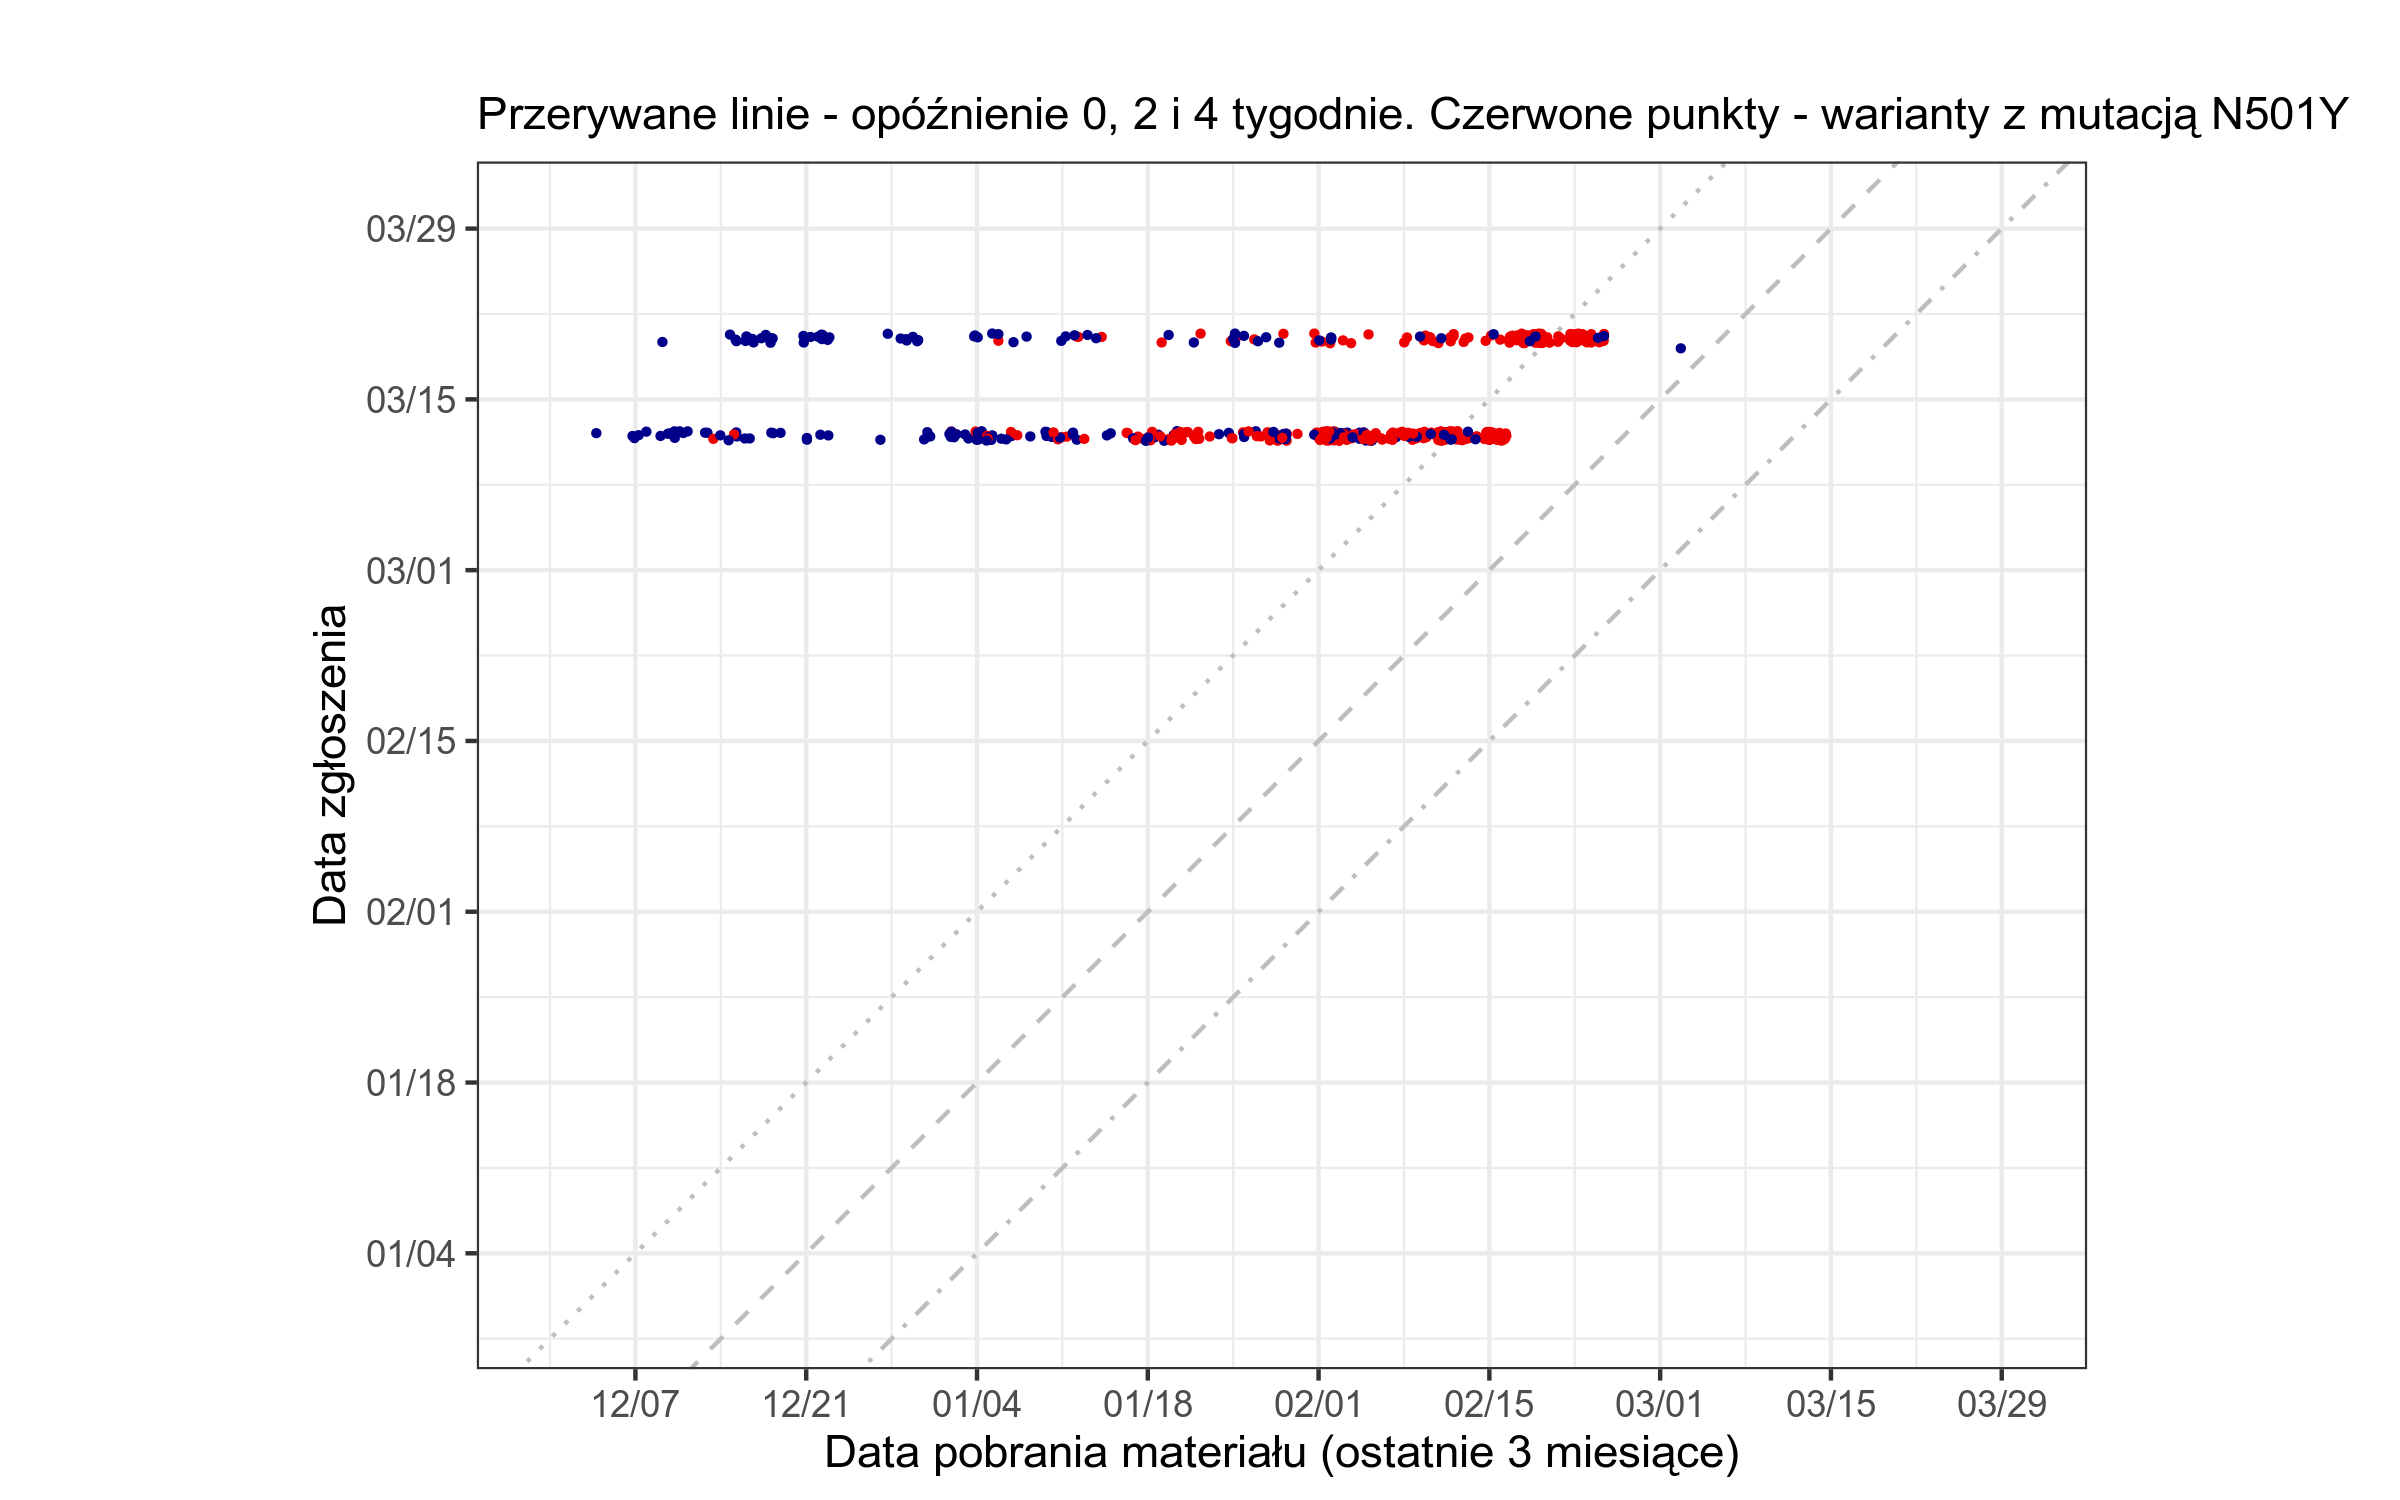 Przerywane linie - opóźnienie 0, 2 i 4 tygodnie. Czerwone punkty - warianty z mutacją N501Y
Data zgłoszenia
03/29
03/15
03/01
02/15
02/01
01/18
01/04
12/07 12/21 01/04 01/18 02/01 02/15 03/01 03/15 03/29
Data pobrania materiału (ostatnie 3 miesiące)